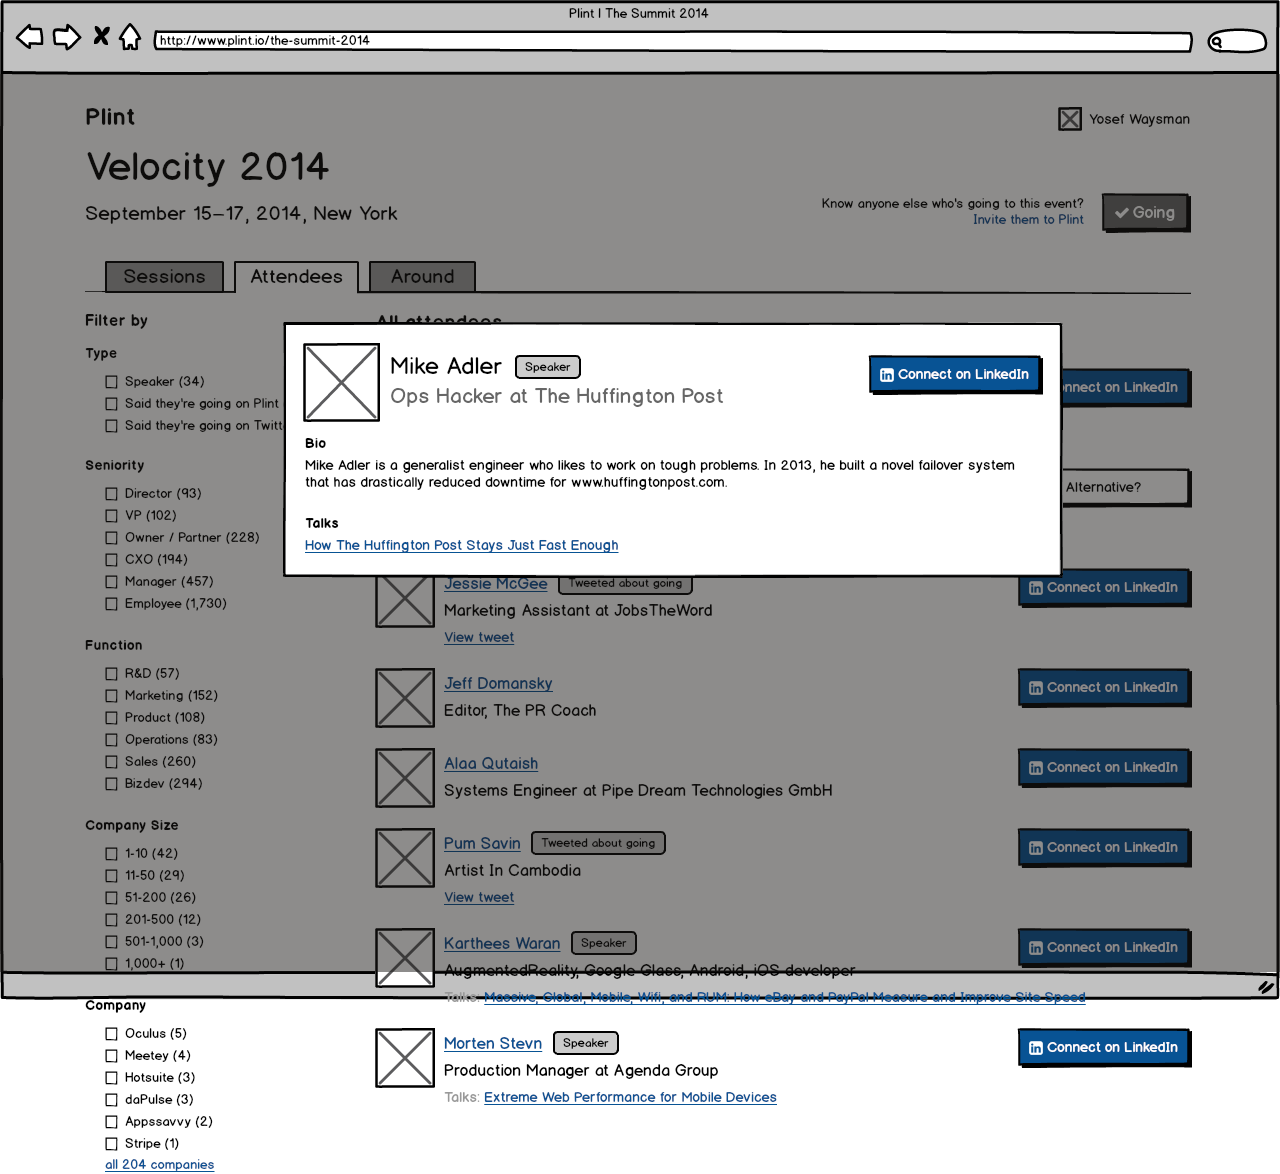 Plint | The Summit 2014
http://www.plint.io/the-summit-2014
Plint
Yosef Waysman
Velocity 2014
September 15–17, 2014, New York
Know anyone else who's going to this event?
Invite them to Plint
Going
Sessions
Attendees
Around
Filter by
Type
Speaker (34)
Said they're going on Plint
Said they're going on Twitt
Seniority
Director (93)
VP (102)
Owner / Partner (228)
CXO (194)
Manager (457)
Employee (1,730)
Function
R&D (57)
Marketing (152)
Product (108)
Operations (83)
Sales (260)
Bizdev (294)
Company Size
1-10 (42)
11-50 (29)
51-200 (26)
201-500 (12)
501-1,000 (3)
1,000+ (1)
Company
Oculus (5)
Meetey (4)
Hotsuite (3)
daPulse (3)
Appssavvy (2)
Stripe (1)
all 204 companies
All attendees
Mike Adler
Speaker
Connect on LinkedIn
Ops Hacker at The Huffington Post
Bio
Mike Adler is a generalist engineer who likes to work on tough problems. In 2013, he built a novel failover system
that has drastically reduced downtime for www.huffingtonpost.com.
Talks
How The Huffington Post Stays Just Fast Enough
nnect on LinkedIn
Alternative?
Jessie McGee
Tweeted about going
Connect on LinkedIn
Marketing Assistant at JobsTheWord
View tweet
Jeff Domansky
Connect on LinkedIn
Editor, The PR Coach
Alaa Qutaish
Connect on LinkedIn
Systems Engineer at Pipe Dream Technologies GmbH
Pum Savin
Tweeted about going
Connect on LinkedIn
Artist In Cambodia
View tweet
Karthees Waran
Speaker
Connect on LinkedIn
AugmentedReality, Google Glass, Android, iOS developer
Talks: Massive, Global, Mobile, Wifi, and RUM: How eBay and PayPal Measure and Improve Site Speed
Morten Stevn
Speaker
Connect on LinkedIn
Production Manager at Agenda Group
Talks: Extreme Web Performance for Mobile Devices